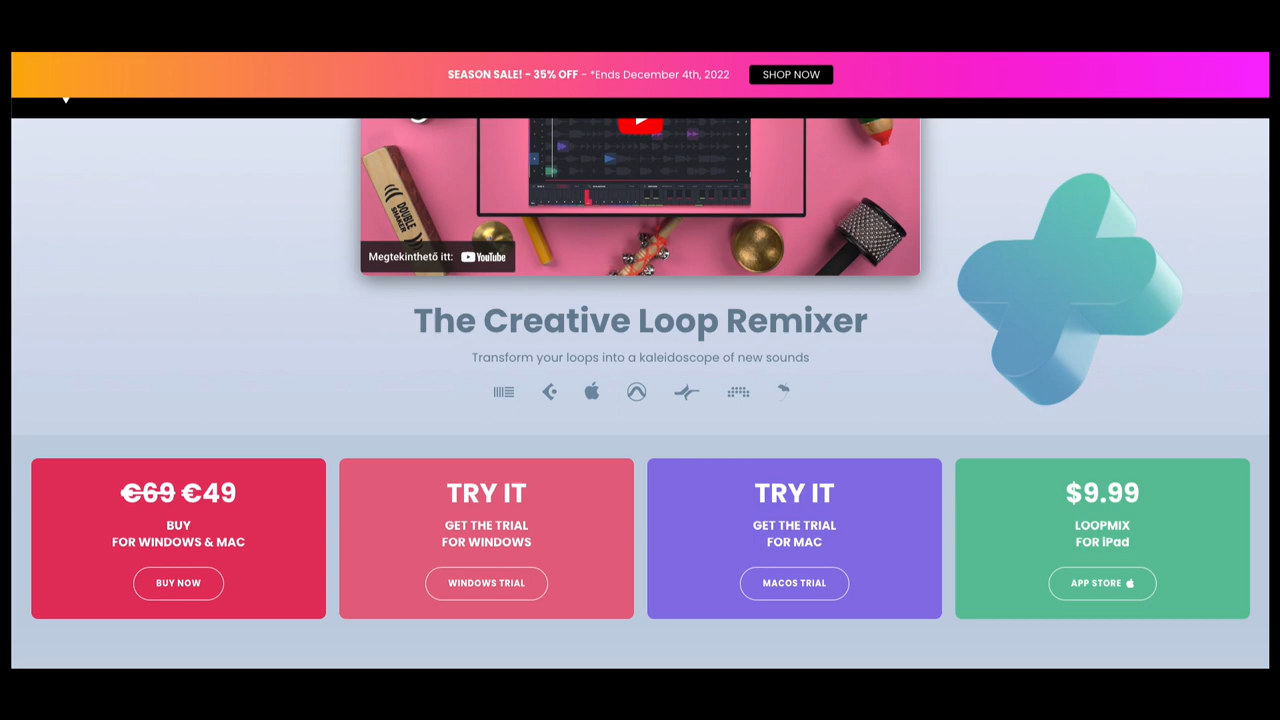 SEASON SALE! - 35% OFF - *Ends December 4th, 2022 SHOP NOW
DOUBLE
SHAKER
Megtekinthető itt: YouTube
The Creative Loop Remixer
Transform your loops into a kaleidoscope of new sounds
€69 €49
BUY
FOR WINDOWS & MAC
BUY NOW
TRY IT
GET THE TRIAL
FOR WINDOWS
WINDOWS TRIAL
TRY IT
GET THE TRIAL
FOR MAC
MACOS TRIAL
$9.99
LOOPMIX
FOR iPad
APP STORE